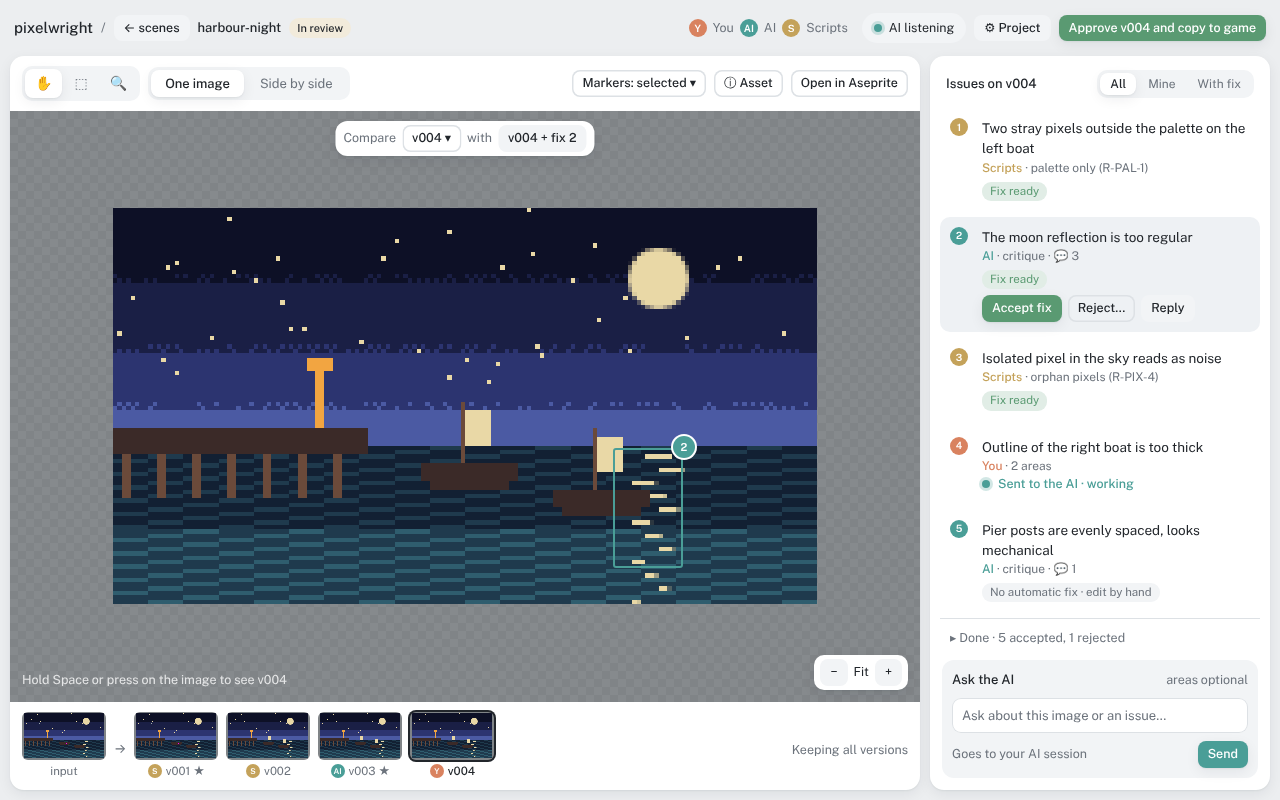 pixelwright / ← scenes harbour-night In review
Y You AI AI S Scripts AI listening ⚙ Project Approve v004 and copy to game
One image Side by side Markers: selected ▾ ⓘ Asset Open in Aseprite
Compare v004 ▾ with v004 + fix 2
2
Hold Space or press on the image to see v004
− Fit +
input → S v001 ★ S v002 AI v003 ★ Y v004
Keeping all versions
Issues on v004 All Mine With fix
1 Two stray pixels outside the palette on the
left boat
Scripts · palette only (R-PAL-1)
Fix ready
2 The moon reflection is too regular
AI · critique · 💬 3
Fix ready
Accept fix Reject... Reply
3 Isolated pixel in the sky reads as noise
Scripts · orphan pixels (R-PIX-4)
Fix ready
4 Outline of the right boat is too thick
You · 2 areas
Sent to the AI · working
5 Pier posts are evenly spaced, looks
mechanical
AI · critique · 💬 1
No automatic fix · edit by hand
▸ Done · 5 accepted, 1 rejected
Ask the AI areas optional
Ask about this image or an issue...
Goes to your AI session Send